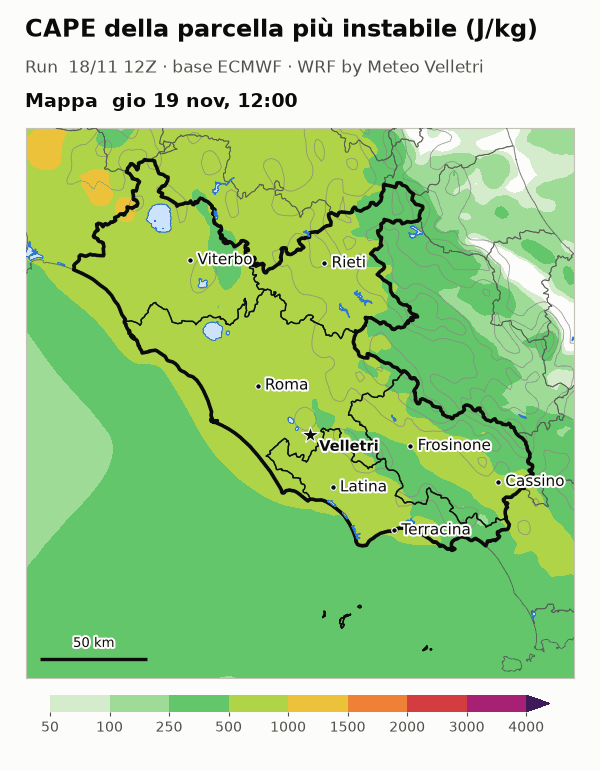 CAPE della parcella più instabile (J/kg)
Run  18/11 12Z · base ECMWF · WRF by Meteo Velletri
Mappa  gio 19 nov, 12:00
Viterbo
Rieti
Roma
Velletri
Frosinone
Cassino
Latina
Terracina
50 km
50 100 250 500 1000 1500 2000 3000 4000